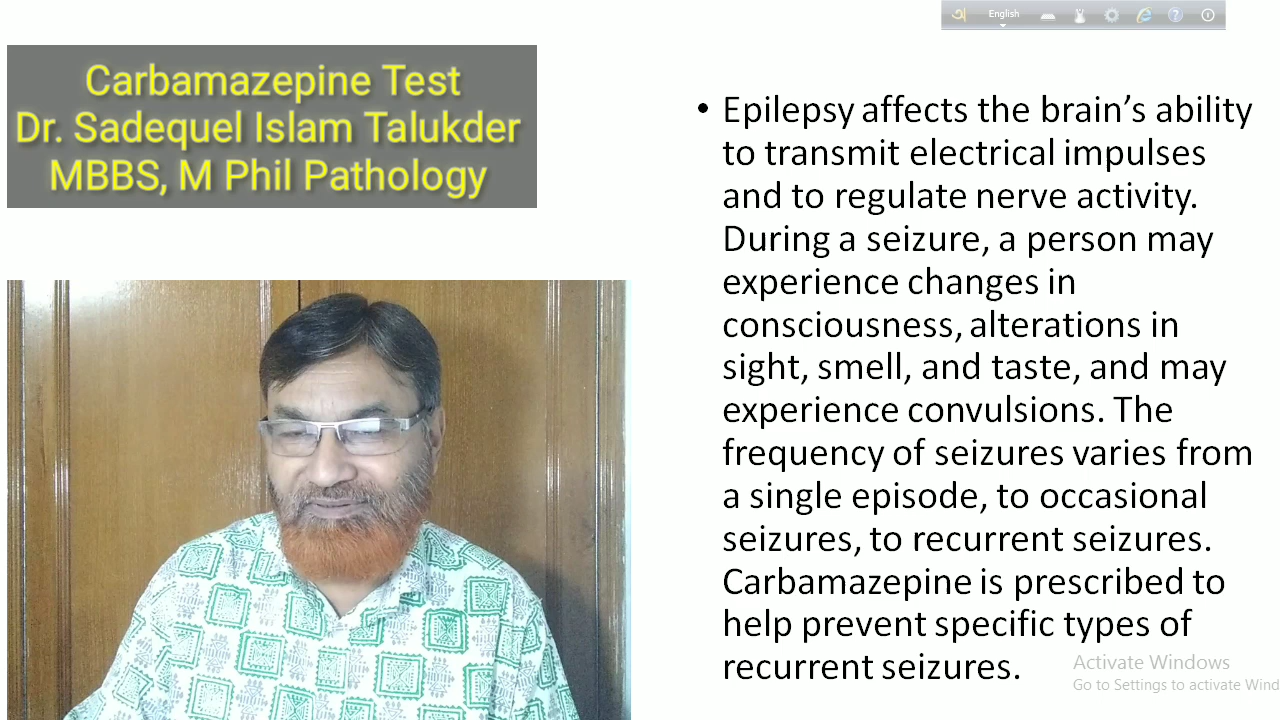 অ English
Carbamazepine Test
Dr. Sadequel Islam Talukder
MBBS, M Phil Pathology
• Epilepsy affects the brain’s ability
to transmit electrical impulses
and to regulate nerve activity.
During a seizure, a person may
experience changes in
consciousness, alterations in
sight, smell, and taste, and may
experience convulsions. The
frequency of seizures varies from
a single episode, to occasional
seizures, to recurrent seizures.
Carbamazepine is prescribed to
help prevent specific types of
recurrent seizures.
Activate Windows
Go to Settings to activate Wind